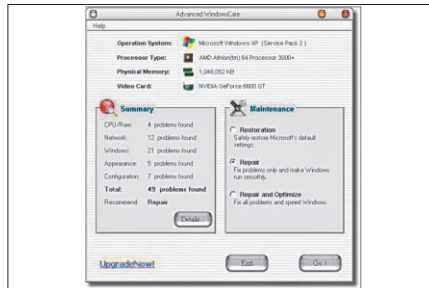 Advanced WindowsCare
Help
Operation System: Microsoft Windows XP (Service Pack 2)
Processor Type: AMD Athlon(tm) 64 Processor 3000+
Physical Memory: 1,048,052 KB
Video Card: NVIDIA GeForce 6600 GT
Summary
CPU/Ram: 4 problems found
Network: 12 problems found
Windows: 21 problems found
Appearance: 5 problems found
Configuration: 7 problems found
Total: 49 problems found
Recommend: Repair
Details
Maintenance
Restoration
Safely restore Microsoft's default
settings.
Repair
Fix problems only and make Windows
run smoothly.
Repair and Optimize
Fix all problems and speed Windows.
UpgradeNow!
Exit
Go !